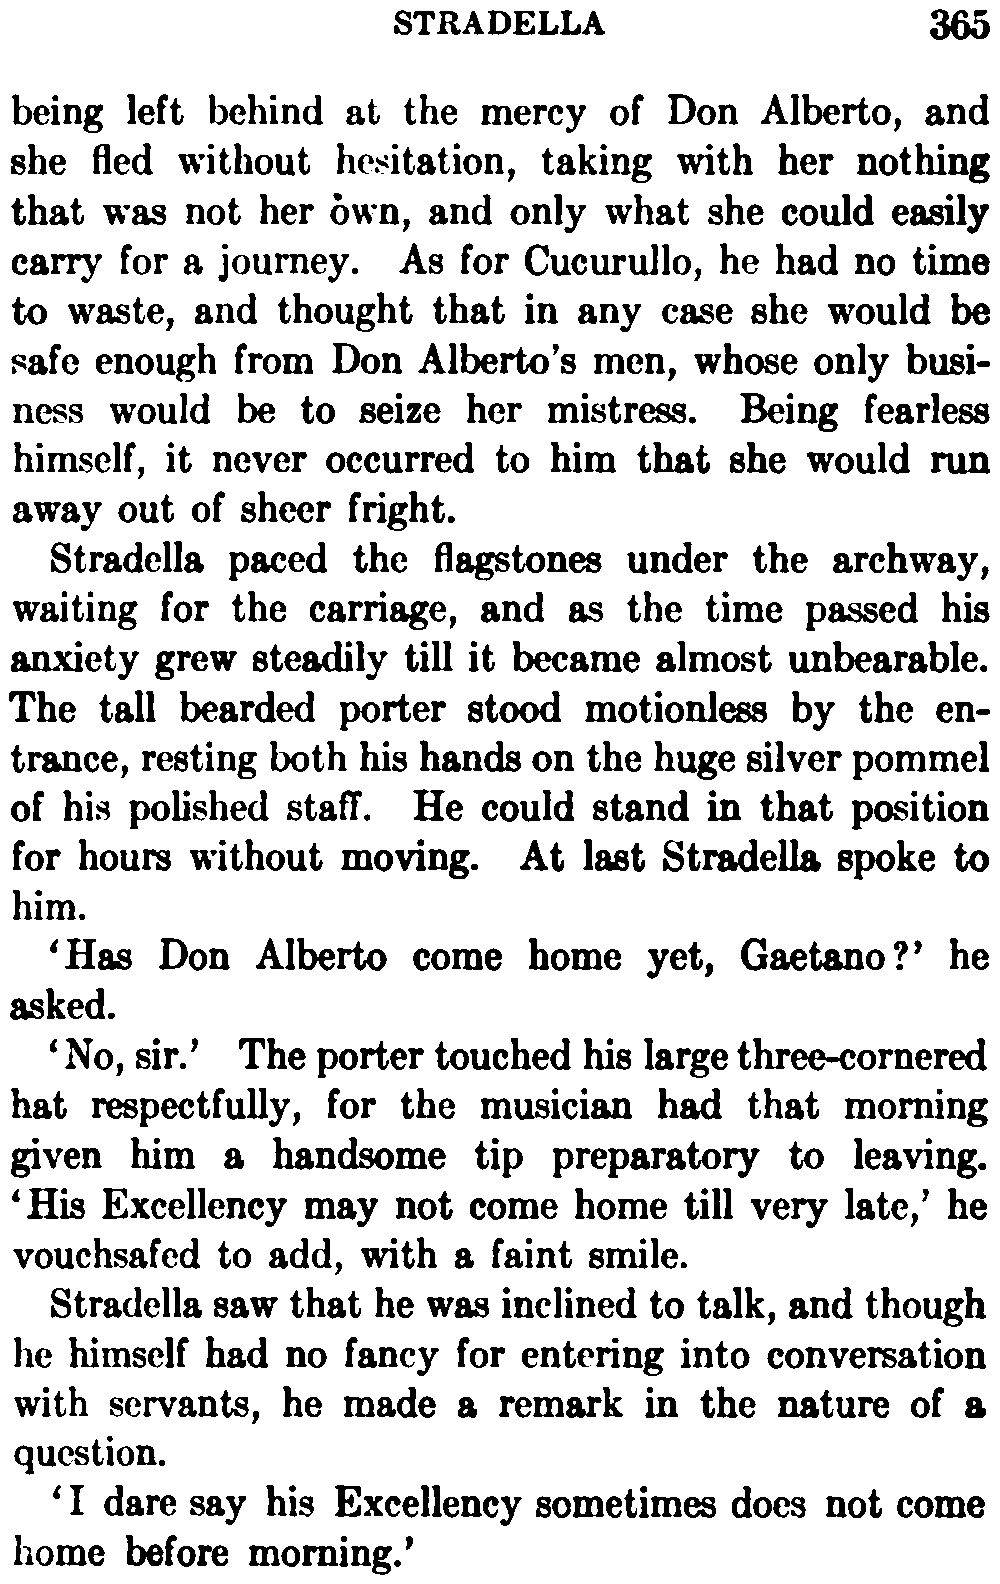 STRADELLA 365
being left behind at the mercy of Don Alberto, and
she fled without hesitation, taking with her nothing
that was not her own, and only what she could easily
carry for a journey. As for Cucurullo, he had no time
to waste, and thought that in any case she would be
safe enough from Don Alberto's men, whose only busi-
ness would be to seize her mistress. Being fearless
himself, it never occurred to him that she would run
away out of sheer fright.
Stradella paced the flagstones under the archway,
waiting for the carriage, and as the time passed his
anxiety grew steadily till it became almost unbearable.
The tall bearded porter stood motionless by the en-
trance, resting both his hands on the huge silver pommel
of his polished staff. He could stand in that position
for hours without moving. At last Stradella spoke to
him.
'Has Don Alberto come home yet, Gaetano?' he
asked.
'No, sir.' The porter touched his large three-cornered
hat respectfully, for the musician had that morning
given him a handsome tip preparatory to leaving.
'His Excellency may not come home till very late,' he
vouchsafed to add, with a faint smile.
Stradella saw that he was inclined to talk, and though
he himself had no fancy for entering into conversation
with servants, he made a remark in the nature of a
question.
'I dare say his Excellency sometimes does not come
home before morning.'